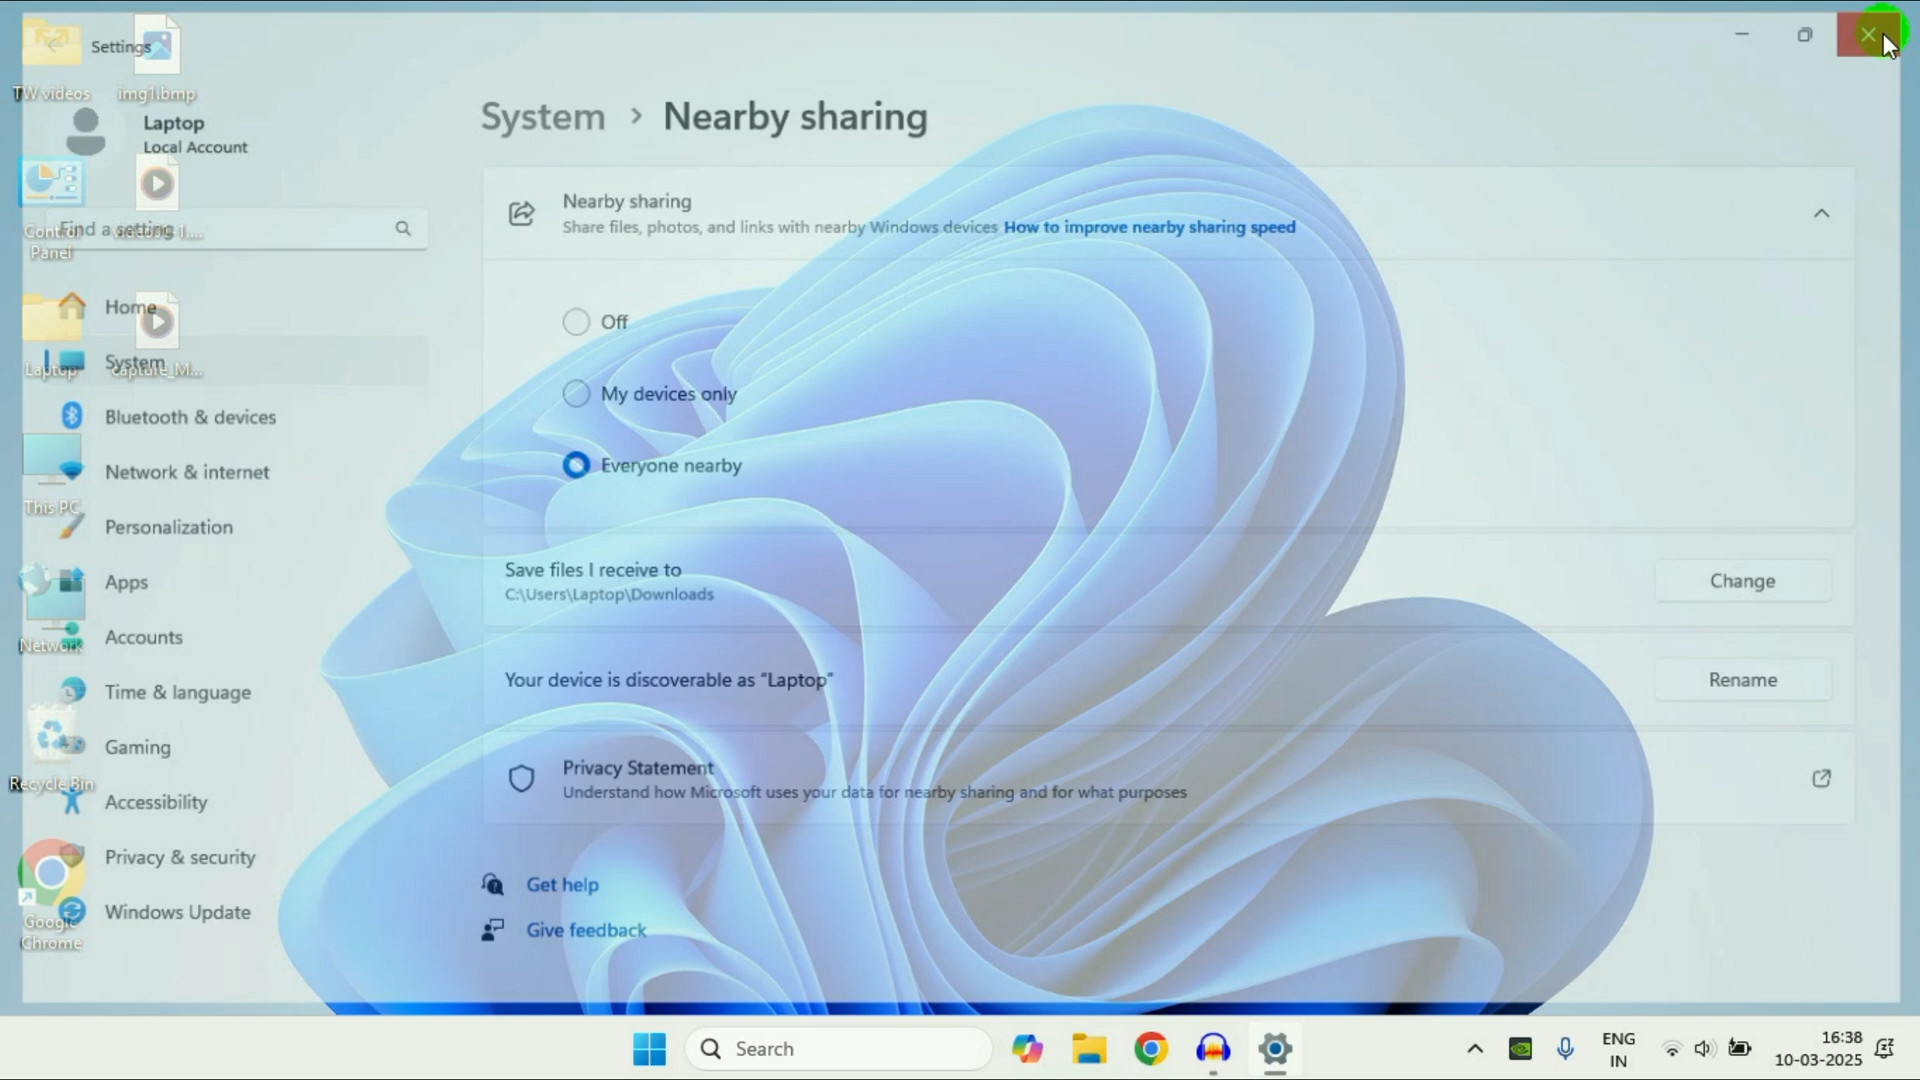 Settings
TW videos
img1.bmp
Laptop
Local Account
Find a setting
Control
Panel
Home
System
Laptop
capture_M...
Bluetooth & devices
Network & internet
This PC
Personalization
Apps
Accounts
Network
Time & language
Gaming
Recycle Bin
Accessibility
Privacy & security
Windows Update
Google
Chrome
System > Nearby sharing
Nearby sharing
Share files, photos, and links with nearby Windows devices How to improve nearby sharing speed
Off
My devices only
Everyone nearby
Save files I receive to
C:\Users\Laptop\Downloads
Change
Your device is discoverable as “Laptop”
Rename
Privacy Statement
Understand how Microsoft uses your data for nearby sharing and for what purposes
Get help
Give feedback
Search
ENG
IN
16:38
10-03-2025